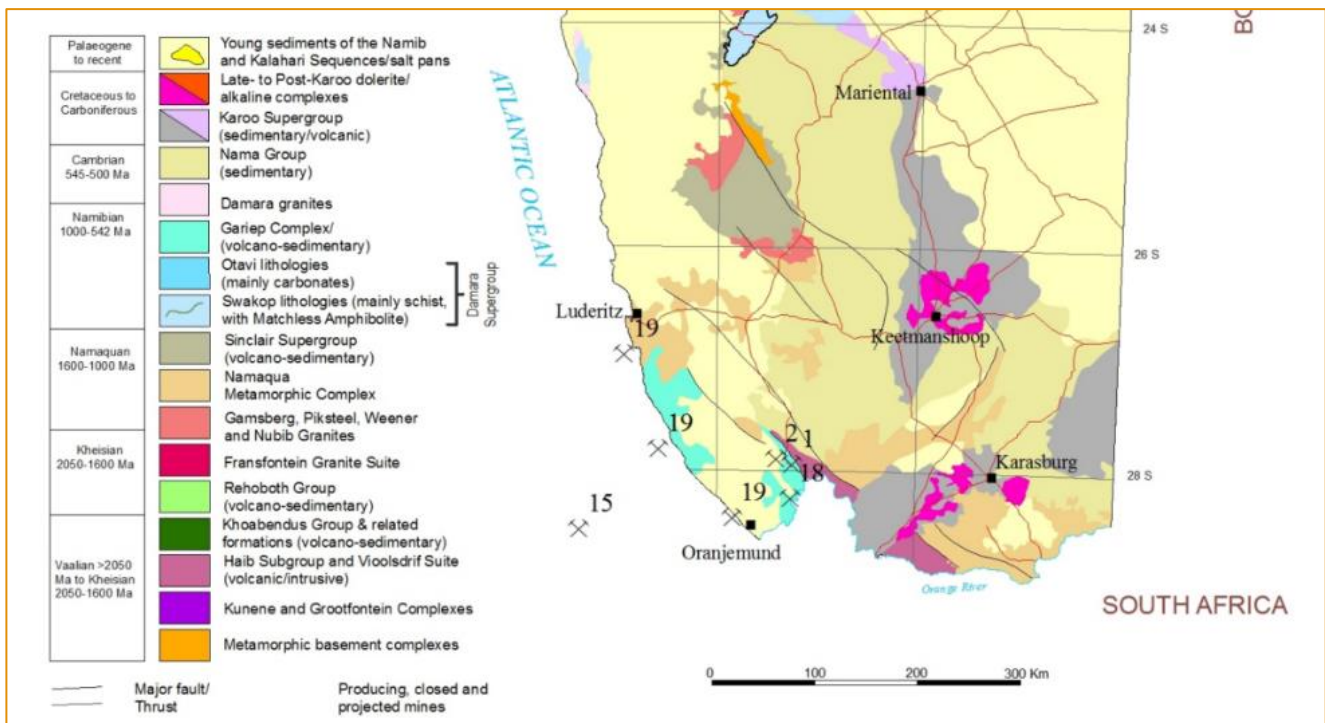 Palaeogene
to recent
Young sediments of the Namib
and Kalahari Sequences/salt pans
Cretaceous to
Carboniferous
Late- to Post-Karoo dolerite/
alkaline complexes
Karoo Supergroup
(sedimentary/volcanic)
Cambrian
545-500 Ma
Nama Group
(sedimentary)
Damara granites
Namibian
1000-542 Ma
Gariep Complex/
(volcano-sedimentary)
Otavi lithologies
(mainly carbonates)
Swakop lithologies (mainly schist,
with Matchless Amphibolite)
Damara
Supergroup
Namaquan
1600-1000 Ma
Sinclair Supergroup
(volcano-sedimentary)
Namaqua
Metamorphic Complex
Gamsberg, Piksteel, Weener
and Nubib Granites
Kheisian
2050-1600 Ma
Fransfontein Granite Suite
Rehoboth Group
(volcano-sedimentary)
Vaalian >2050
Ma to Kheisian
2050-1600 Ma
Khoabendus Group & related
formations (volcano-sedimentary)
Haib Subgroup and Vioolsdrif Suite
(volcanic/intrusive)
Kunene and Grootfontein Complexes
Metamorphic basement complexes
Major fault/
Thrust
Producing, closed and
projected mines
ATLANTIC OCEAN
24 S
BO
Mariental
26 S
Luderitz
19
Keetmanshoop
19
2
1
18
Karasburg
28 S
19
15
Oranjemund
Orange River
SOUTH AFRICA
0 100 200 300 Km